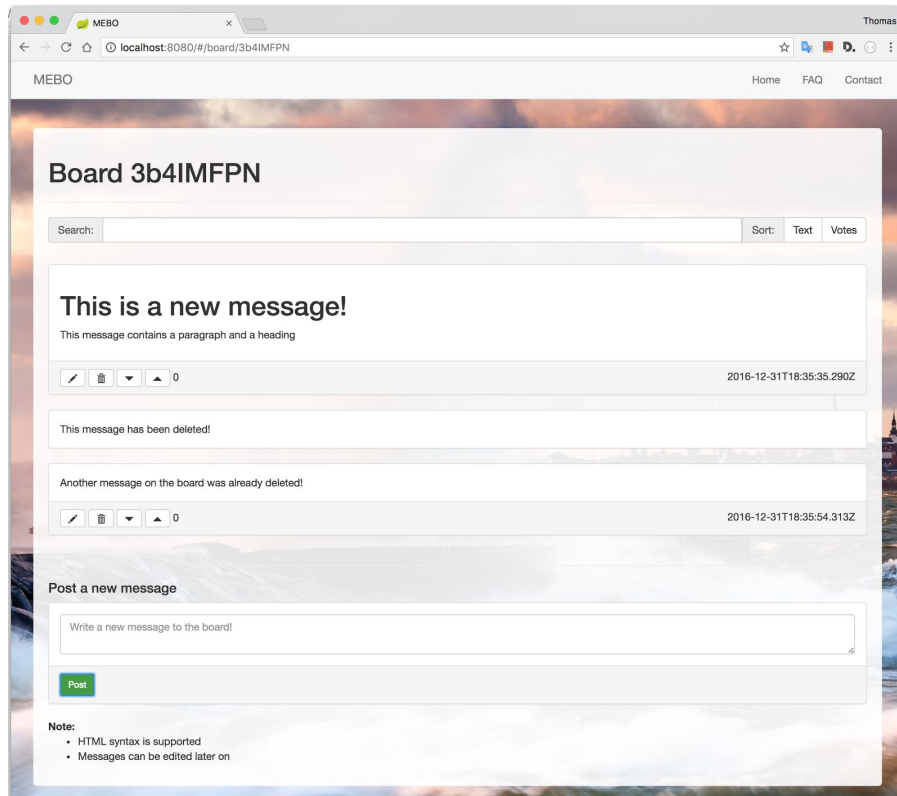 MEBO
Thomas
localhost:8080/#/board/3b4IMFPN
D.
MEBO Home FAQ Contact
Board 3b4IMFPN
Search: Sort: Text Votes
This is a new message!
This message contains a paragraph and a heading
0 2016-12-31T18:35:35.290Z
This message has been deleted!
Another message on the board was already deleted!
0 2016-12-31T18:35:54.313Z
Post a new message
Write a new message to the board!
Post
Note:
• HTML syntax is supported
• Messages can be edited later on